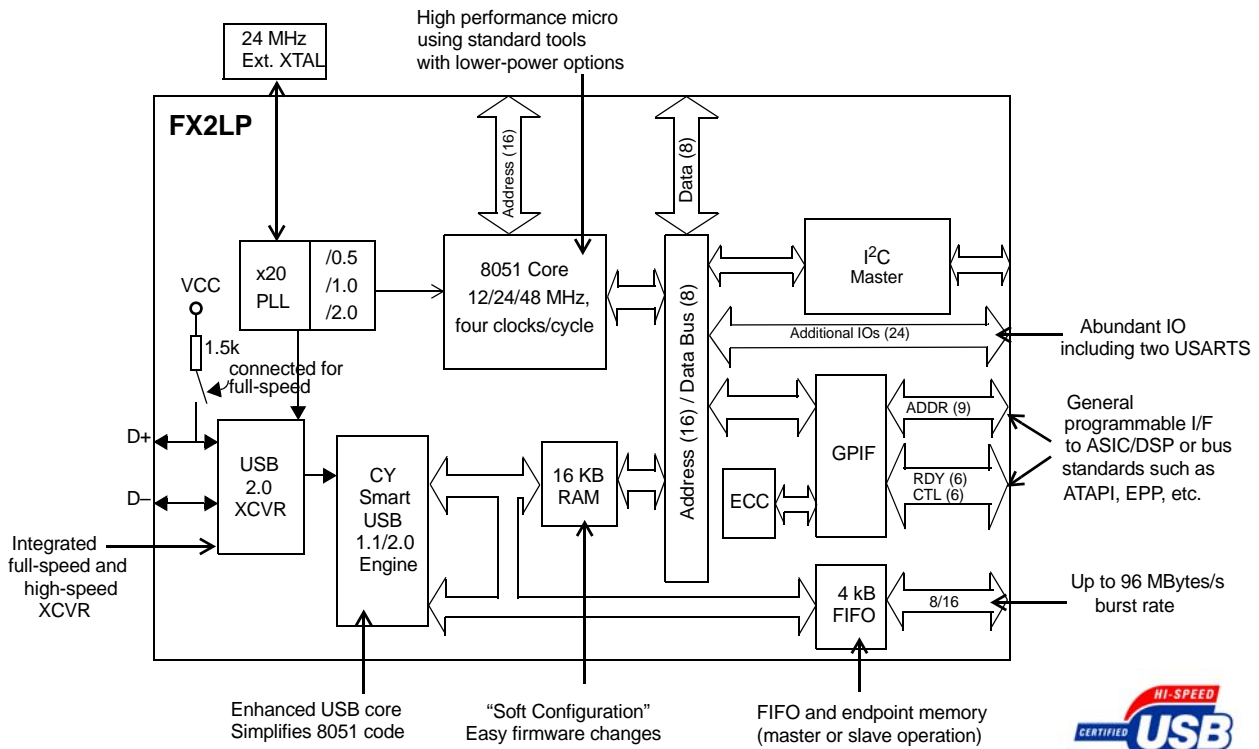 High performance micro
using standard tools
with lower-power options
24 MHz
Ext. XTAL
FX2LP
Address (16)
Data (8)
x20
PLL
/0.5
/1.0
/2.0
8051 Core
12/24/48 MHz,
four clocks/cycle
I2C
Master
VCC
1.5k
connected for
full-speed
Additional IOs (24)
Abundant IO
including two USARTS
Address (16) / Data Bus (8)
ADDR (9)
GPIF
RDY (6)
CTL (6)
General
programmable I/F
to ASIC/DSP or bus
standards such as
ATAPI, EPP, etc.
D+
D–
USB
2.0
XCVR
CY
Smart
USB
1.1/2.0
Engine
16 KB
RAM
ECC
Integrated
full-speed and
high-speed
XCVR
4 kB
FIFO
8/16
Up to 96 MBytes/s
burst rate
Enhanced USB core
Simplifies 8051 code
“Soft Configuration”
Easy firmware changes
FIFO and endpoint memory
(master or slave operation)
HI-SPEED
CERTIFIED USB